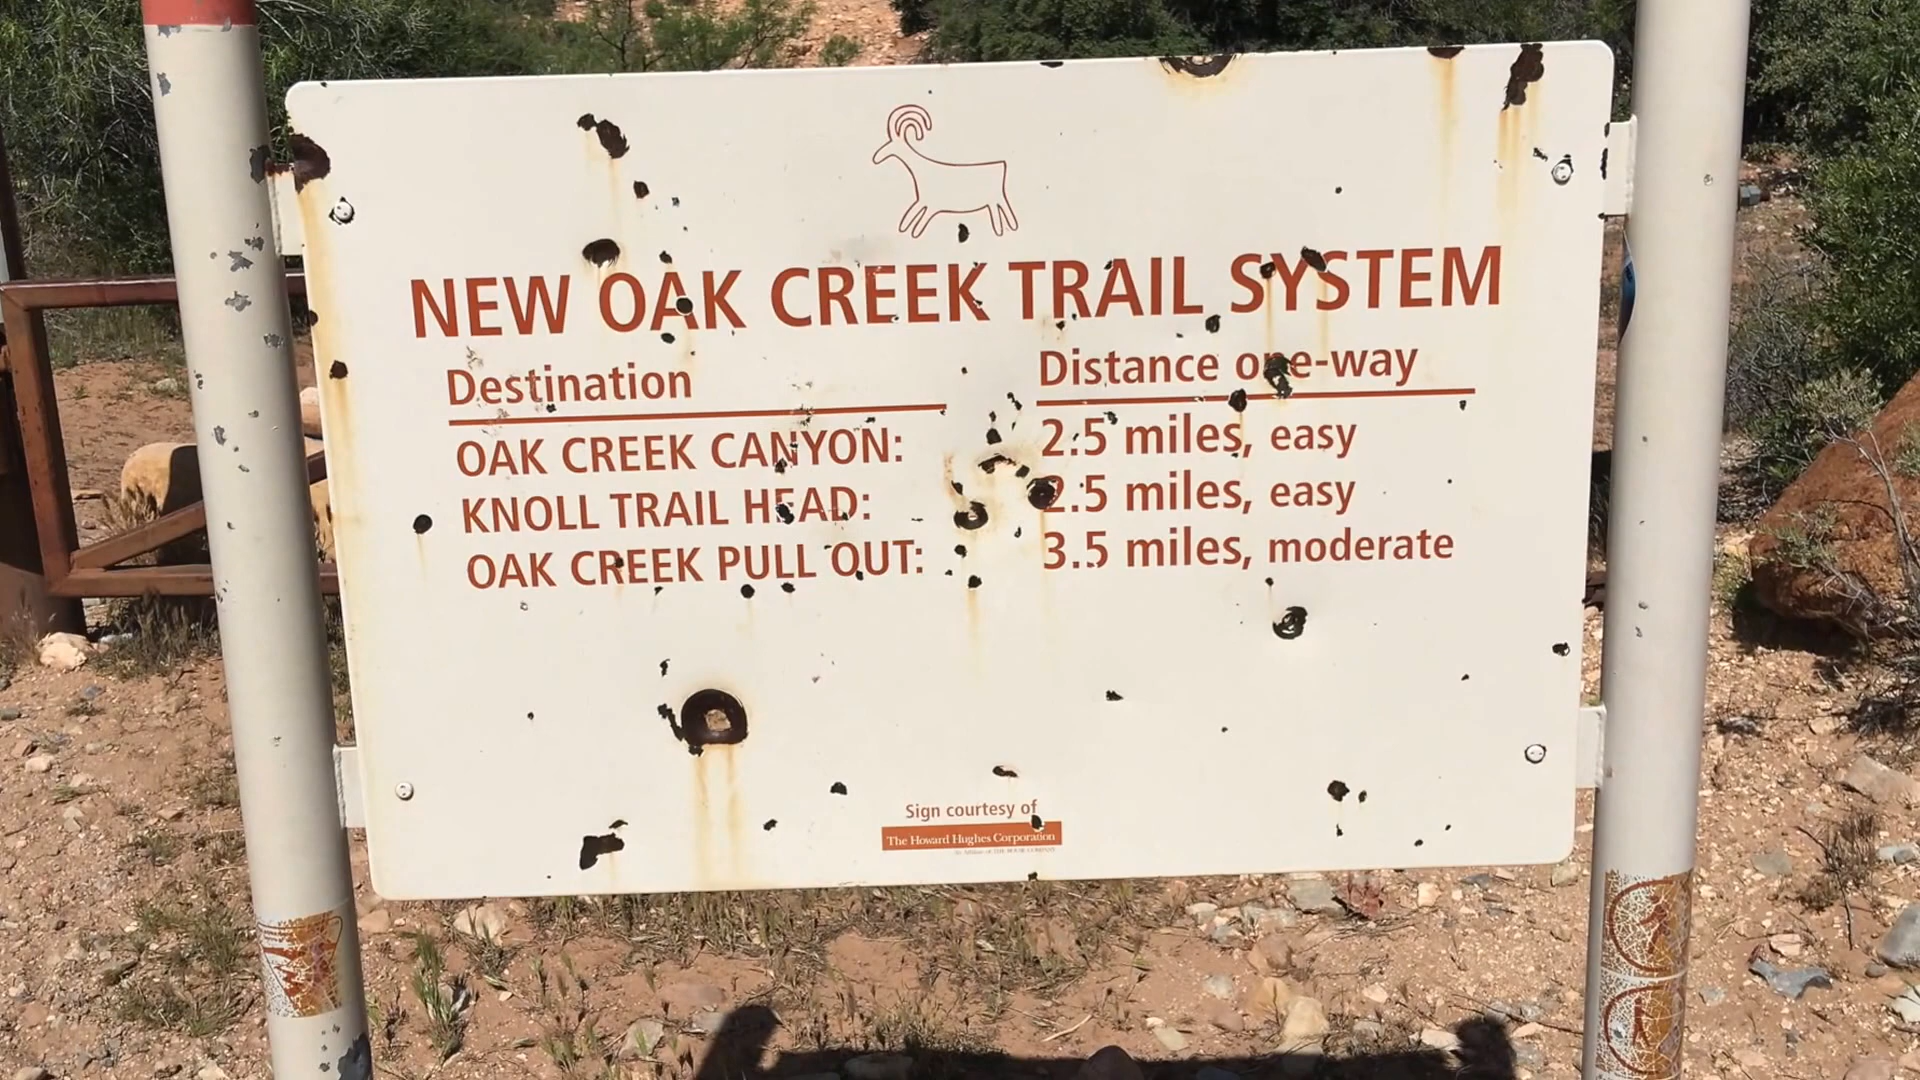 NEW OAK CREEK TRAIL SYSTEM
Destination Distance one-way
OAK CREEK CANYON: 2.5 miles, easy
KNOLL TRAIL HEAD: 2.5 miles, easy
OAK CREEK PULL OUT: 3.5 miles, moderate
Sign courtesy of
The Howard Hughes Corporation